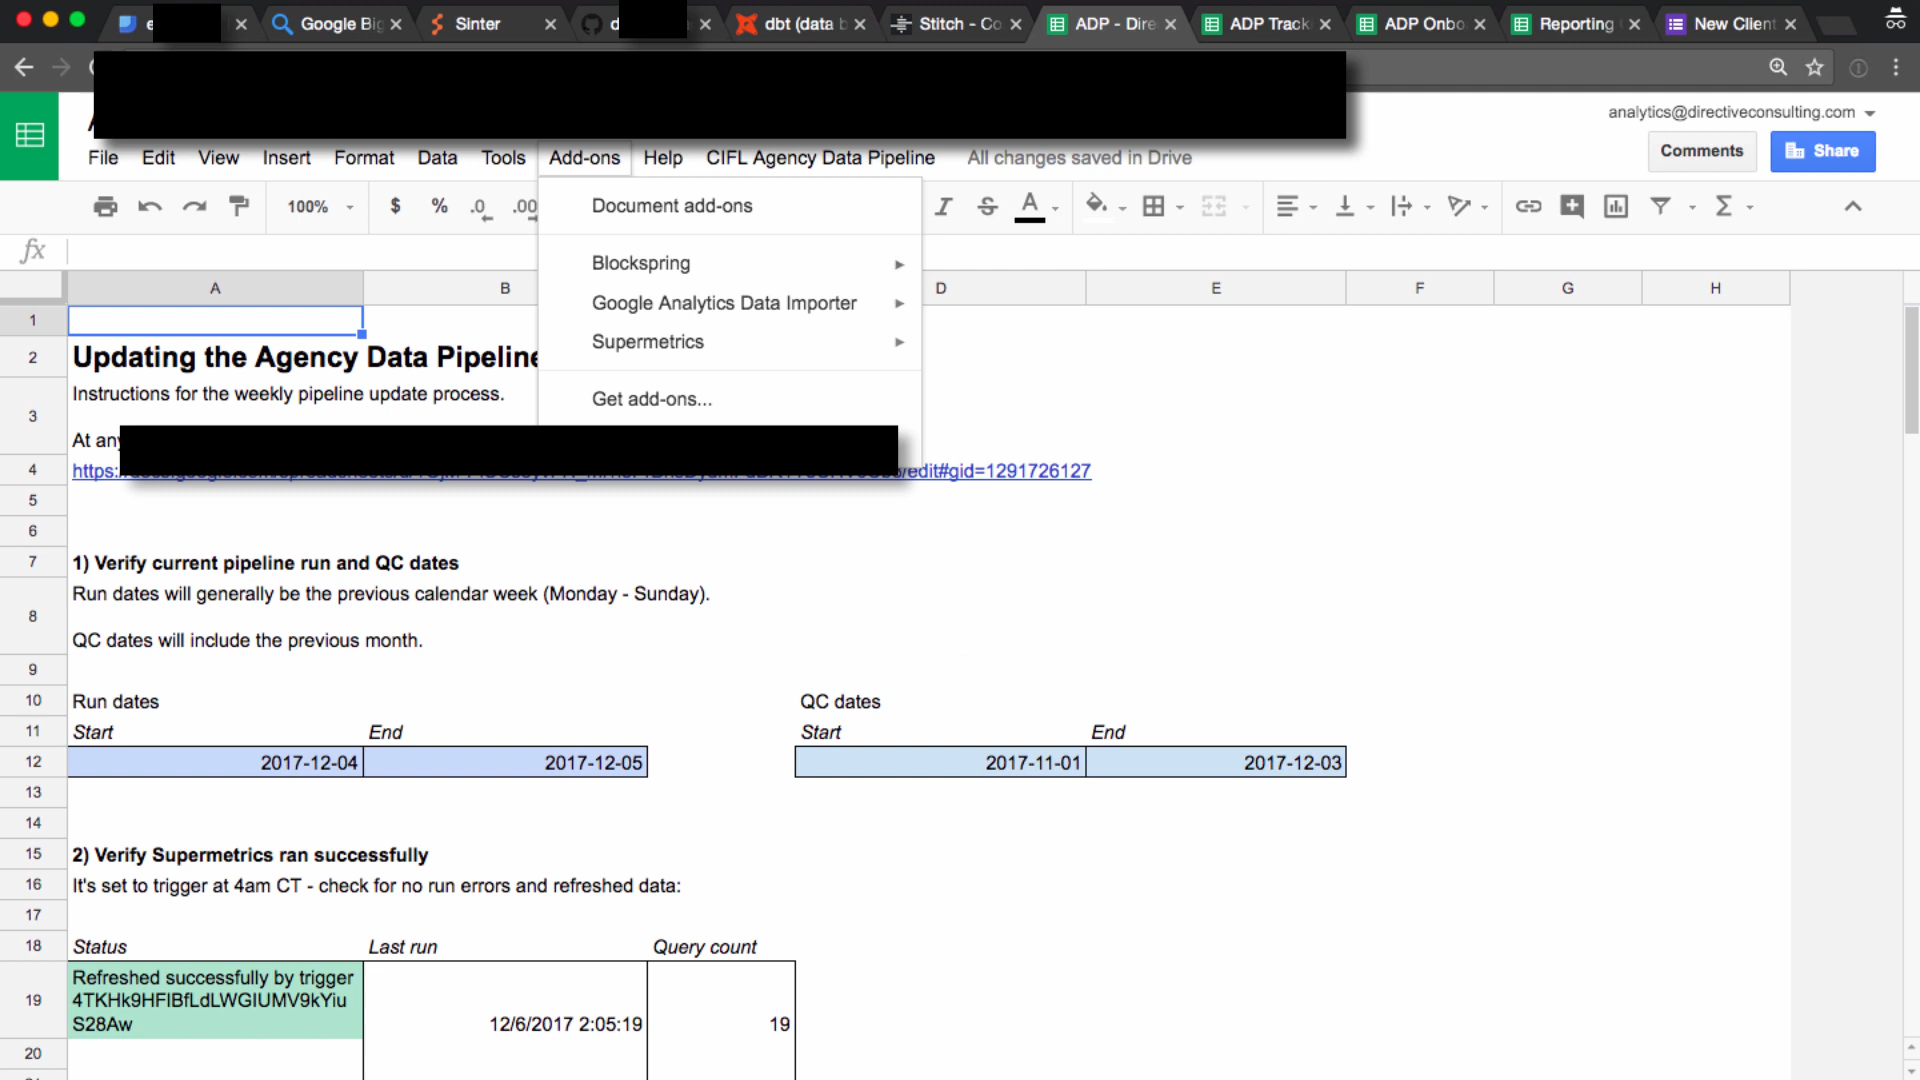 Google Big
Sinter
dbt (data b
Stitch - Co
ADP - Dire
ADP Track
ADP Onbo
Reporting
New Client
analytics@directiveconsulting.com
File Edit View Insert Format Data Tools Add-ons Help CIFL Agency Data Pipeline All changes saved in Drive
Comments Share
100% $ % .0 .00
Document add-ons
fx
Blockspring
A B D E F G H
Google Analytics Data Importer
1
Supermetrics
2 Updating the Agency Data Pipeline
Instructions for the weekly pipeline update process.
Get add-ons...
3
At any
4 https: /edit#gid=1291726127
5
6
7 1) Verify current pipeline run and QC dates
Run dates will generally be the previous calendar week (Monday - Sunday).
8
QC dates will include the previous month.
9
10 Run dates QC dates
11 Start End Start End
12 2017-12-04 2017-12-05 2017-11-01 2017-12-03
13
14
15 2) Verify Supermetrics ran successfully
16 It's set to trigger at 4am CT - check for no run errors and refreshed data:
17
18 Status Last run Query count
Refreshed successfully by trigger
19 4TKHk9HFlBfLdLWGIUMV9kYiu
S28Aw 12/6/2017 2:05:19 19
20